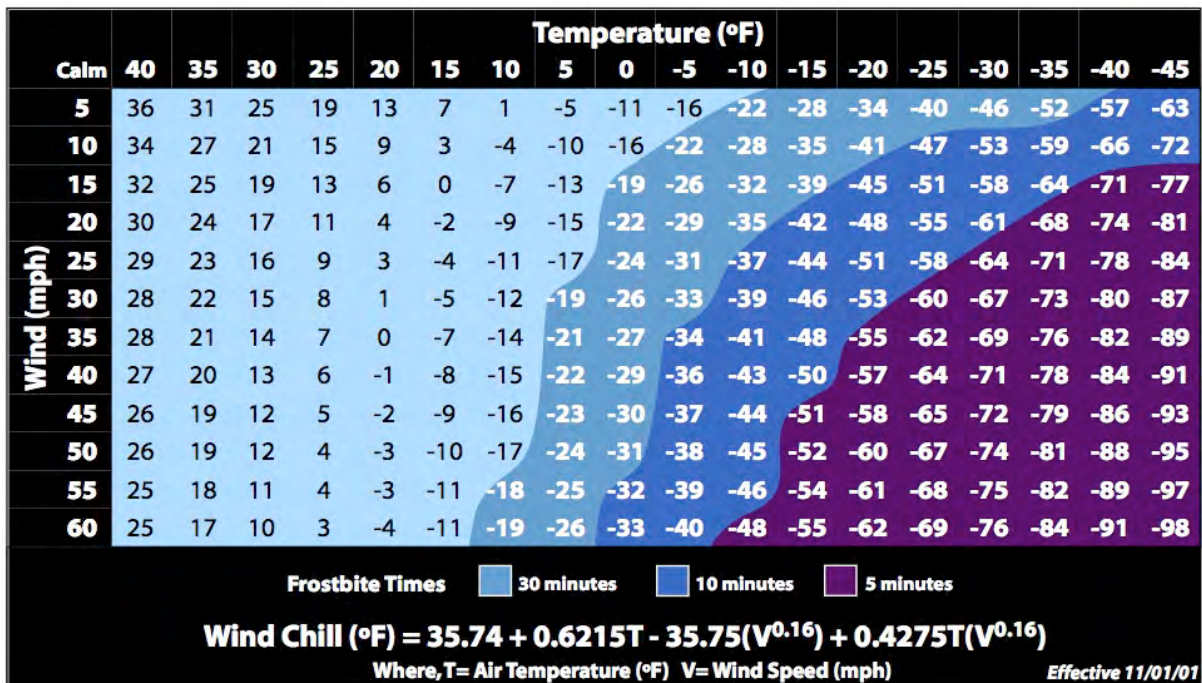 Temperature (ºF)
Calm 40 35 30 25 20 15 10 5 0 -5 -10 -15 -20 -25 -30 -35 -40 -45
5 36 31 25 19 13 7 1 -5 -11 -16 -22 -28 -34 -40 -46 -52 -57 -63
10 34 27 21 15 9 3 -4 -10 -16 -22 -28 -35 -41 -47 -53 -59 -66 -72
15 32 25 19 13 6 0 -7 -13 -19 -26 -32 -39 -45 -51 -58 -64 -71 -77
20 30 24 17 11 4 -2 -9 -15 -22 -29 -35 -42 -48 -55 -61 -68 -74 -81
25 29 23 16 9 3 -4 -11 -17 -24 -31 -37 -44 -51 -58 -64 -71 -78 -84
30 28 22 15 8 1 -5 -12 -19 -26 -33 -39 -46 -53 -60 -67 -73 -80 -87
35 28 21 14 7 0 -7 -14 -21 -27 -34 -41 -48 -55 -62 -69 -76 -82 -89
40 27 20 13 6 -1 -8 -15 -22 -29 -36 -43 -50 -57 -64 -71 -78 -84 -91
45 26 19 12 5 -2 -9 -16 -23 -30 -37 -44 -51 -58 -65 -72 -79 -86 -93
50 26 19 12 4 -3 -10 -17 -24 -31 -38 -45 -52 -60 -67 -74 -81 -88 -95
55 25 18 11 4 -3 -11 -18 -25 -32 -39 -46 -54 -61 -68 -75 -82 -89 -97
60 25 17 10 3 -4 -11 -19 -26 -33 -40 -48 -55 -62 -69 -76 -84 -91 -98
Wind (mph)
Frostbite Times 30 minutes 10 minutes 5 minutes
Wind Chill (ºF) = 35.74 + 0.6215T - 35.75(V^0.16) + 0.4275T(V^0.16)
Where, T= Air Temperature (ºF) V= Wind Speed (mph) Effective 11/01/01